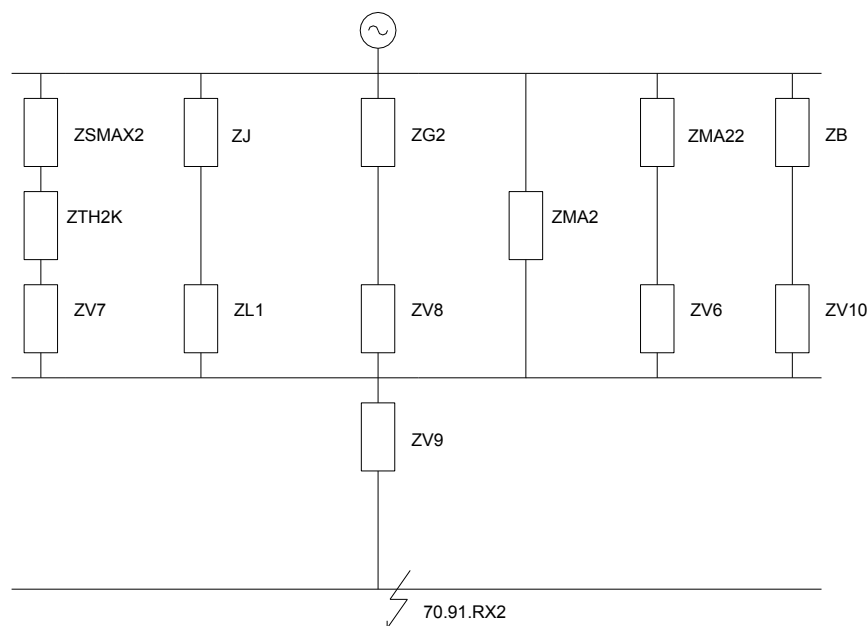 ZSMAX2
ZJ
ZG2
ZMA22
ZB
ZTH2K
ZMA2
ZV7
ZL1
ZV8
ZV6
ZV10
ZV9
70.91.RX2